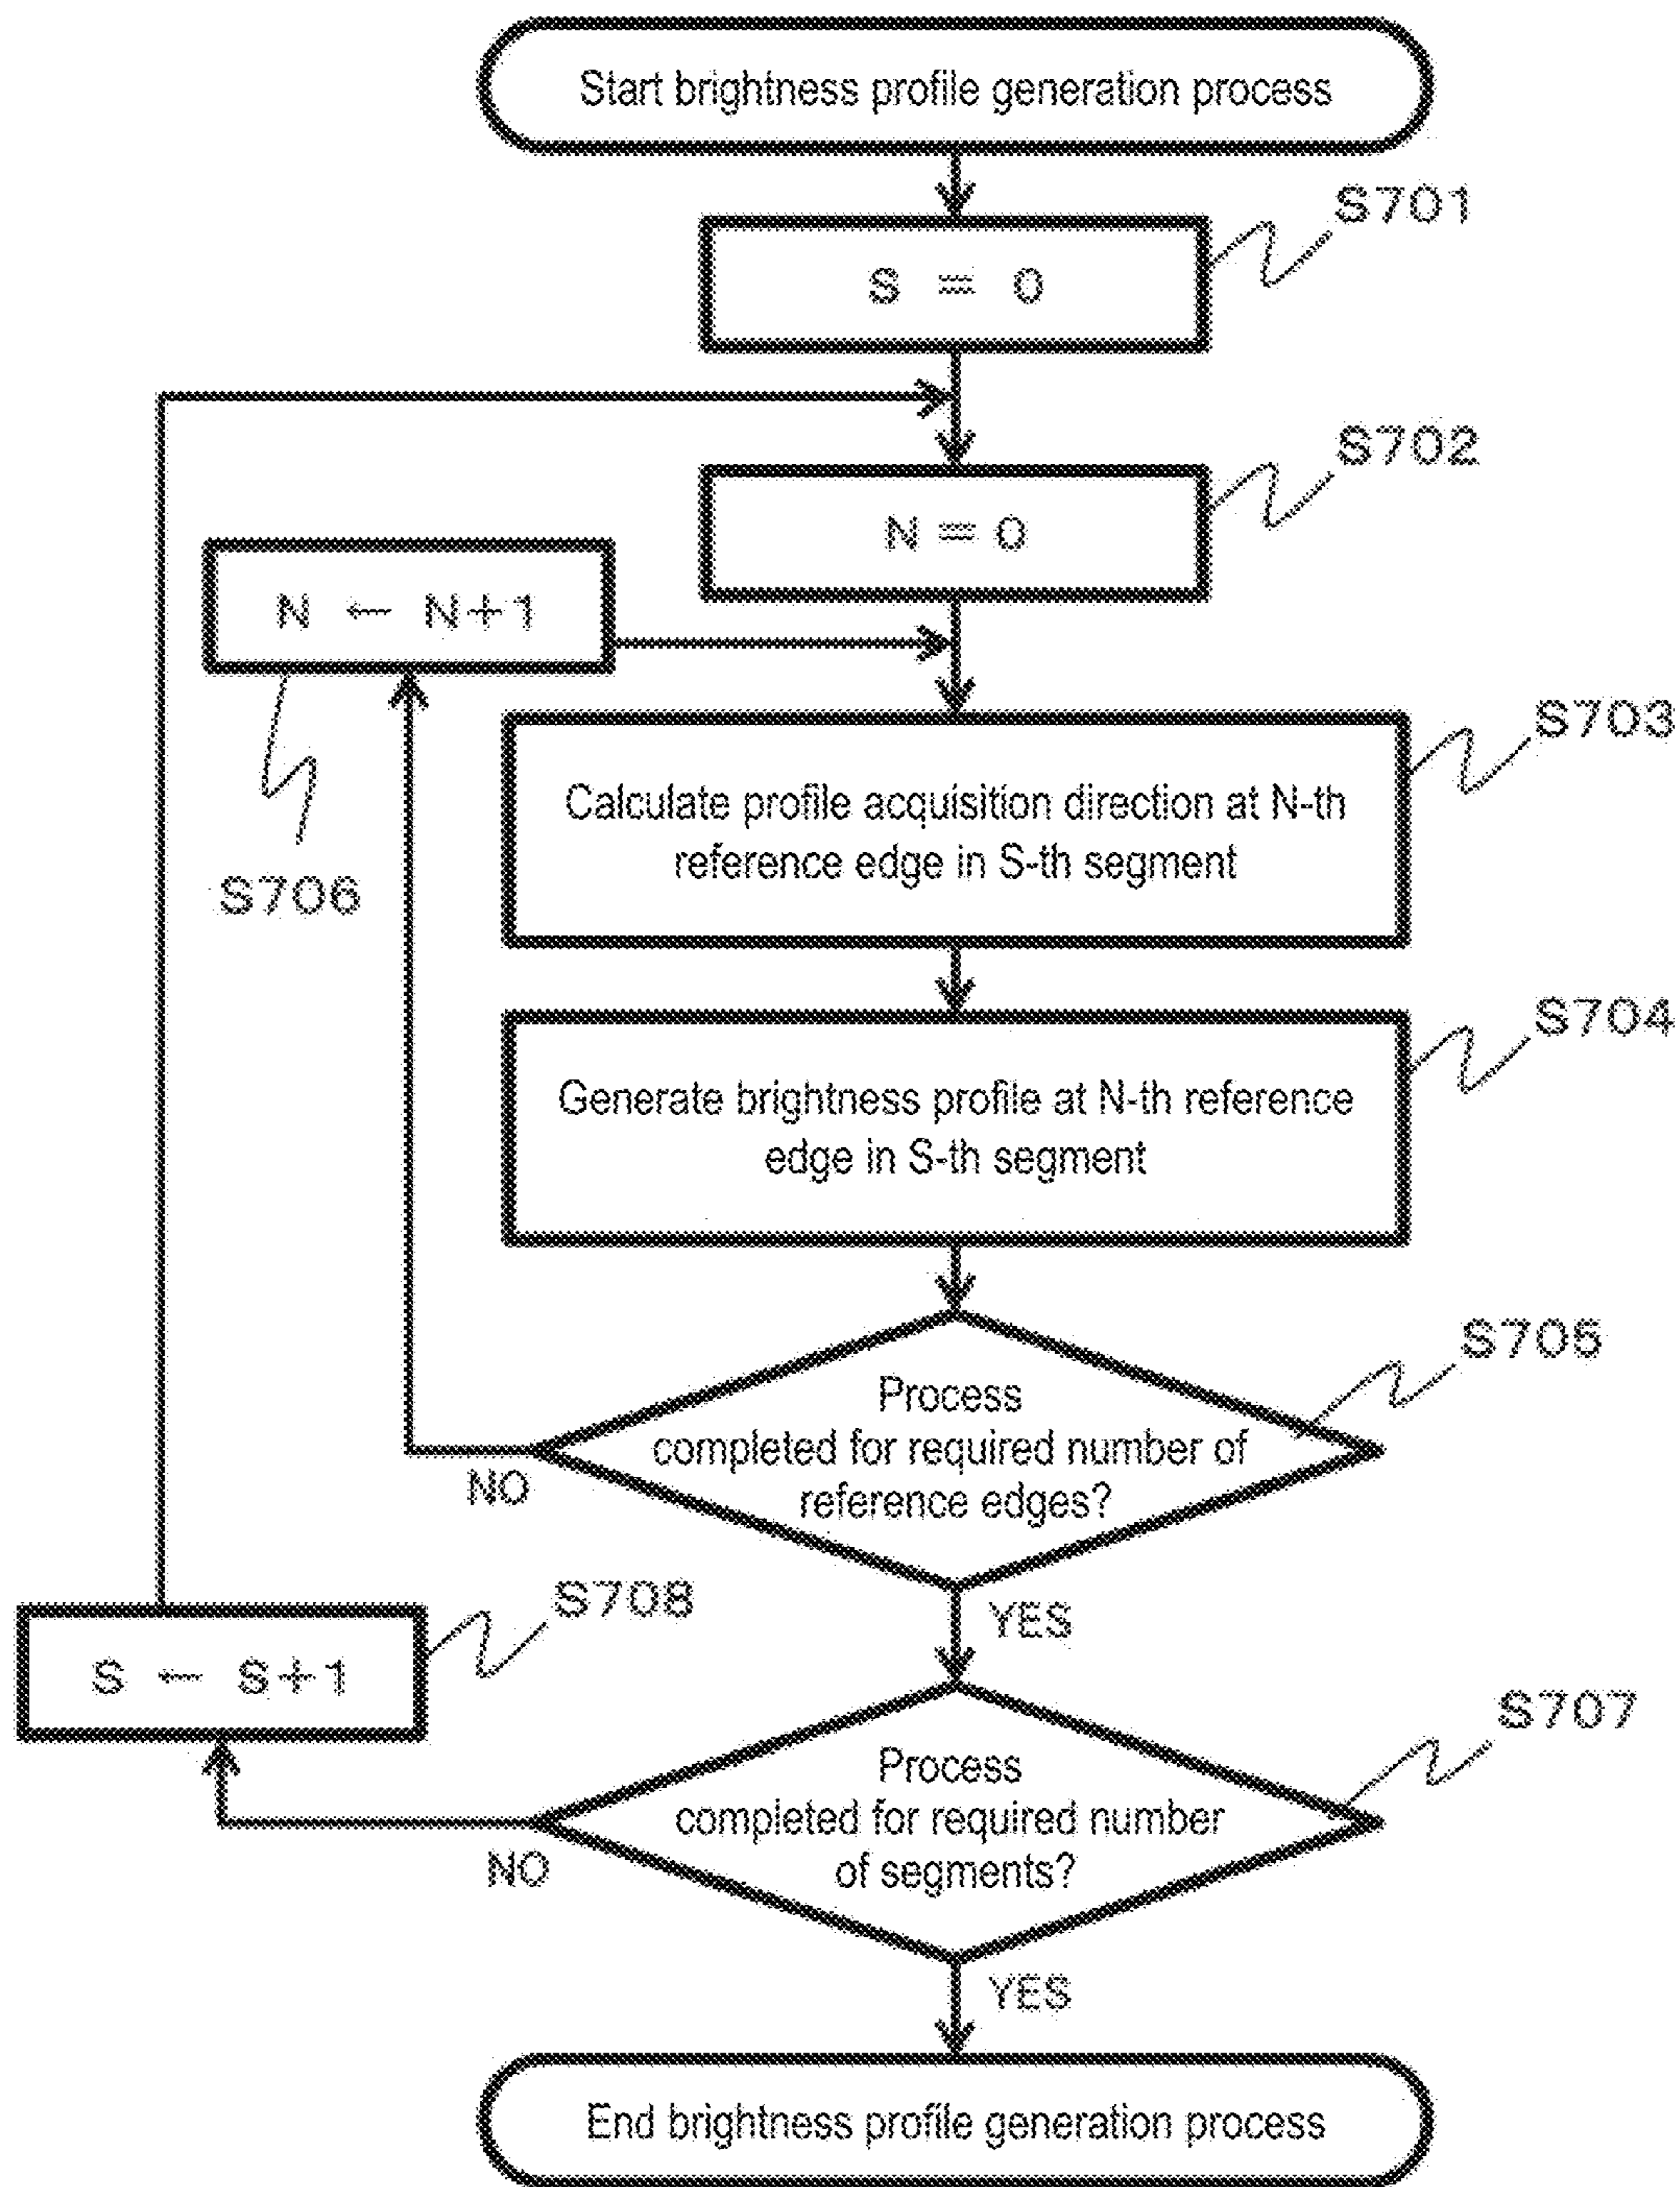 Start brightness profile generation process
S701
S = 0
S702
N = 0
N ← N+1
S706
S703
Calculate profile acquisition direction at N-th
reference edge in S-th segment
S704
Generate brightness profile at N-th reference
edge in S-th segment
S705
Process
completed for required number of
reference edges?
NO
YES
S708
S ← S+1
S707
Process
completed for required number
of segments?
NO
YES
End brightness profile generation process